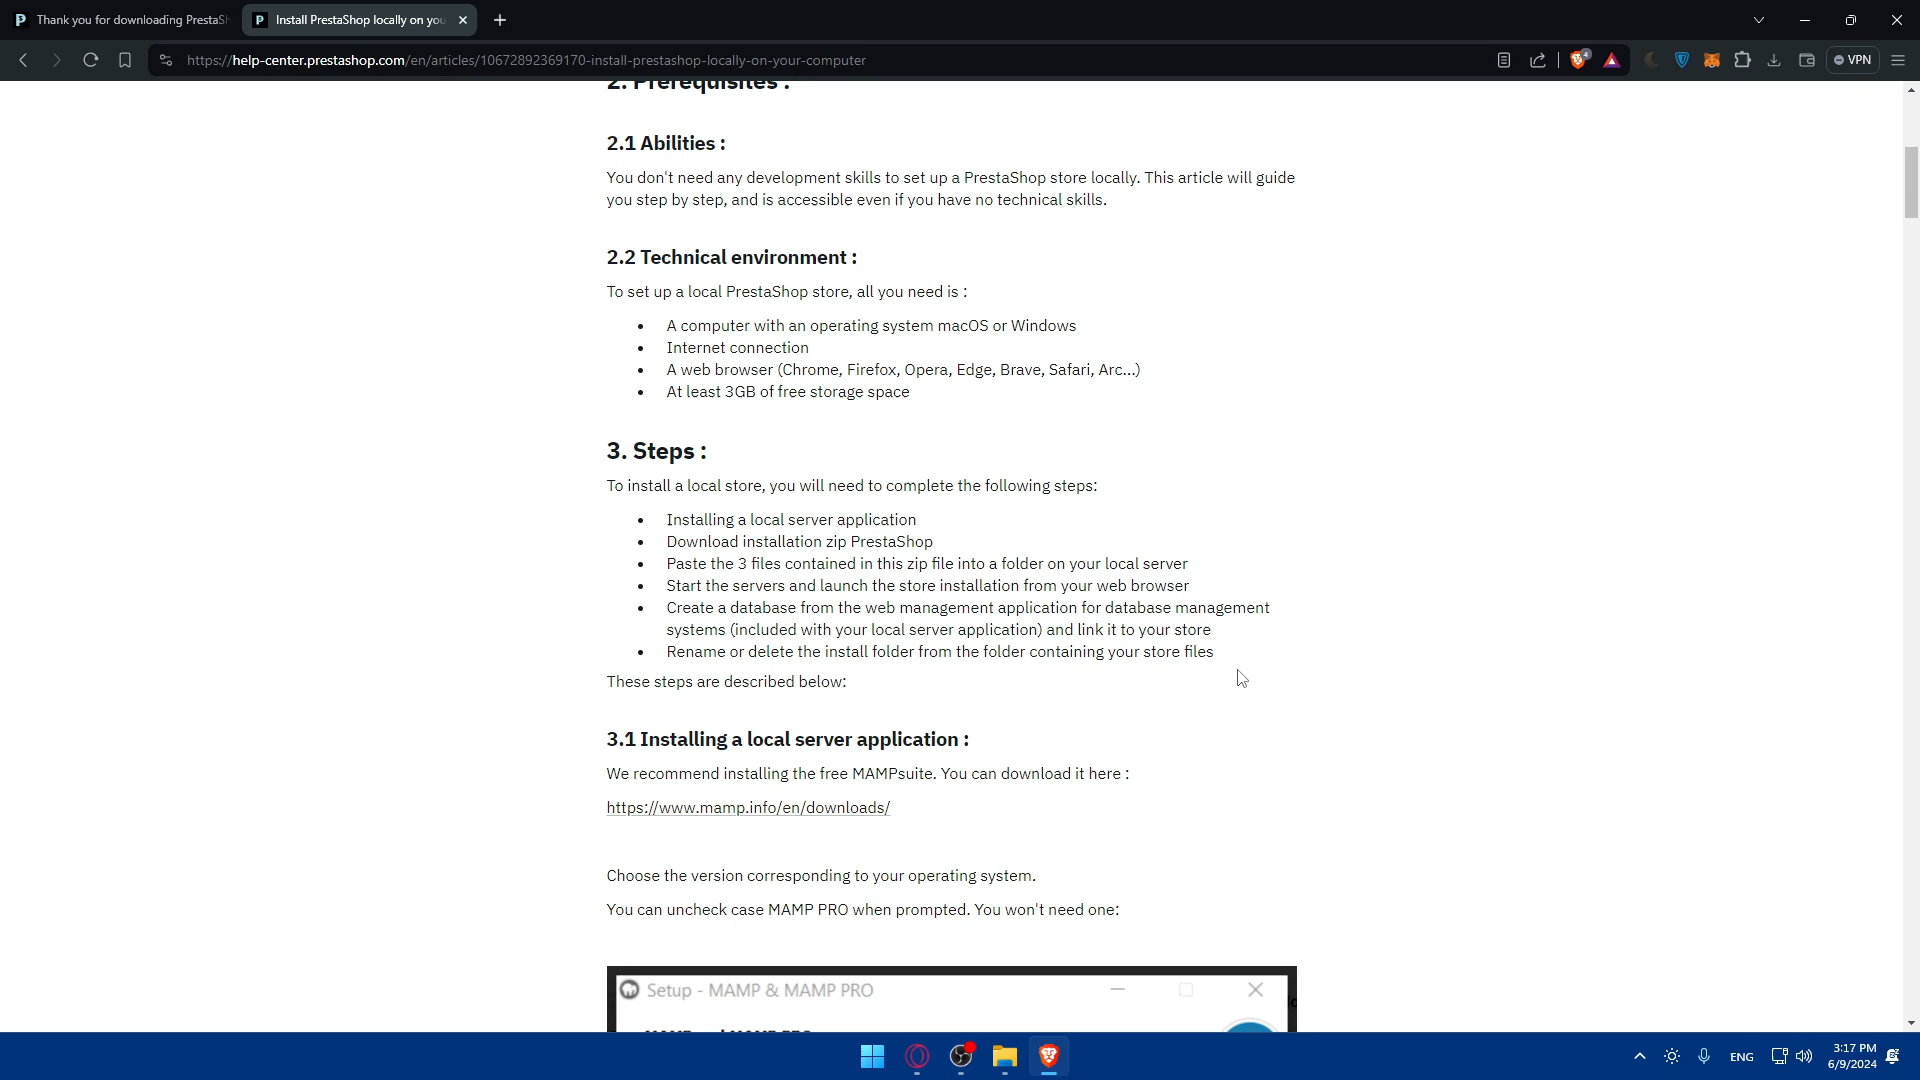 Thank you for downloading PrestaSh
Install PrestaShop locally on you
https://help-center.prestashop.com/en/articles/10672892369170-install-prestashop-locally-on-your-computer
4
VPN
2. Prerequisites :
2.1 Abilities :
You don't need any development skills to set up a PrestaShop store locally. This article will guide
you step by step, and is accessible even if you have no technical skills.
2.2 Technical environment :
To set up a local PrestaShop store, all you need is :
• A computer with an operating system macOS or Windows
• Internet connection
• A web browser (Chrome, Firefox, Opera, Edge, Brave, Safari, Arc...)
• At least 3GB of free storage space
3. Steps :
To install a local store, you will need to complete the following steps:
• Installing a local server application
• Download installation zip PrestaShop
• Paste the 3 files contained in this zip file into a folder on your local server
• Start the servers and launch the store installation from your web browser
• Create a database from the web management application for database management
systems (included with your local server application) and link it to your store
• Rename or delete the install folder from the folder containing your store files
These steps are described below:
3.1 Installing a local server application :
We recommend installing the free MAMPsuite. You can download it here :
https://www.mamp.info/en/downloads/
Choose the version corresponding to your operating system.
You can uncheck case MAMP PRO when prompted. You won't need one:
Setup - MAMP & MAMP PRO
ENG
3:17 PM
6/9/2024